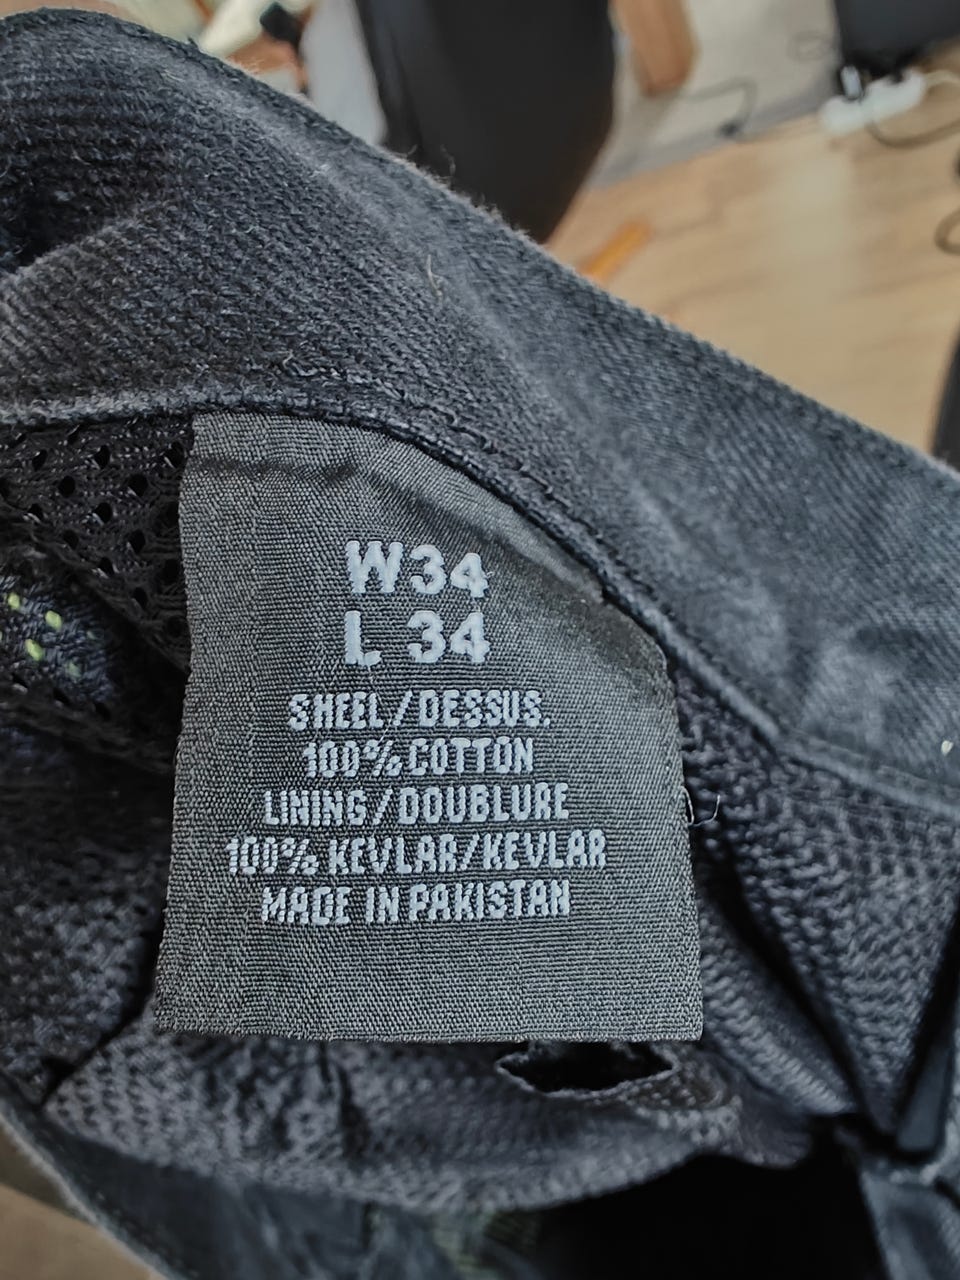 W34
L 34
SHEEL/DESSUS.
100% COTTON
LINING/DOUBLURE
100% KEVLAR/KEVLAR
MADE IN PAKISTAN